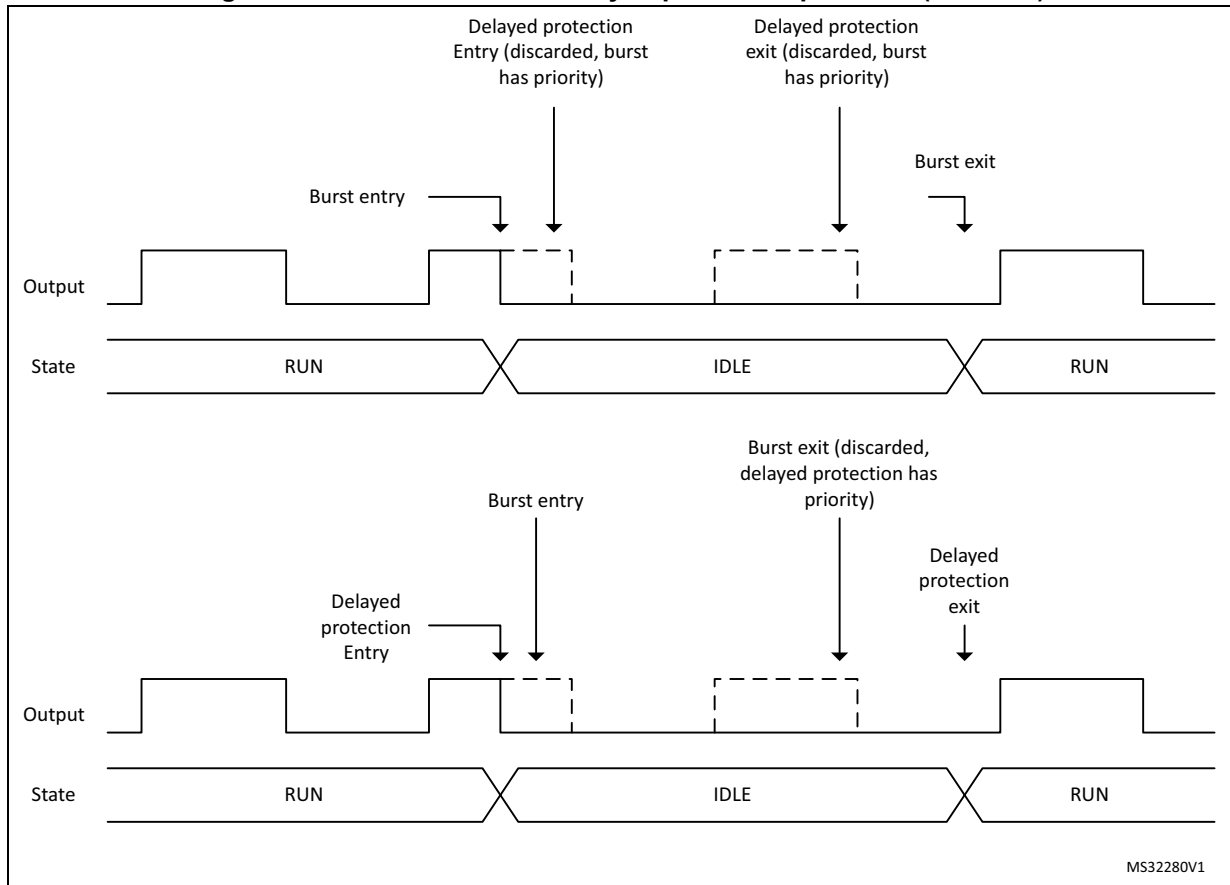 Delayed protection
Entry (discarded, burst
has priority)
Delayed protection
exit (discarded, burst
has priority)
Burst exit
Burst entry
Output
State
RUN
IDLE
RUN
Burst exit (discarded,
delayed protection has
priority)
Burst entry
Delayed
protection
exit
Delayed
protection
Entry
Output
State
RUN
IDLE
RUN
MS32280V1